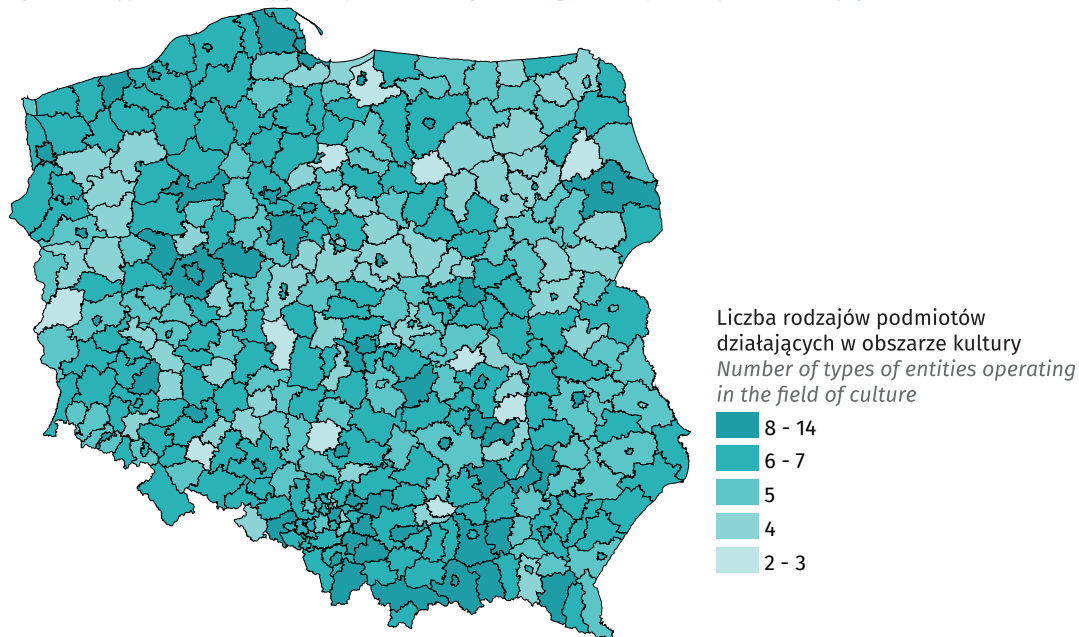 Liczba rodzajów podmiotów
działających w obszarze kultury
Number of types of entities operating
in the field of culture
8 - 14
6 - 7
5
4
2 - 3